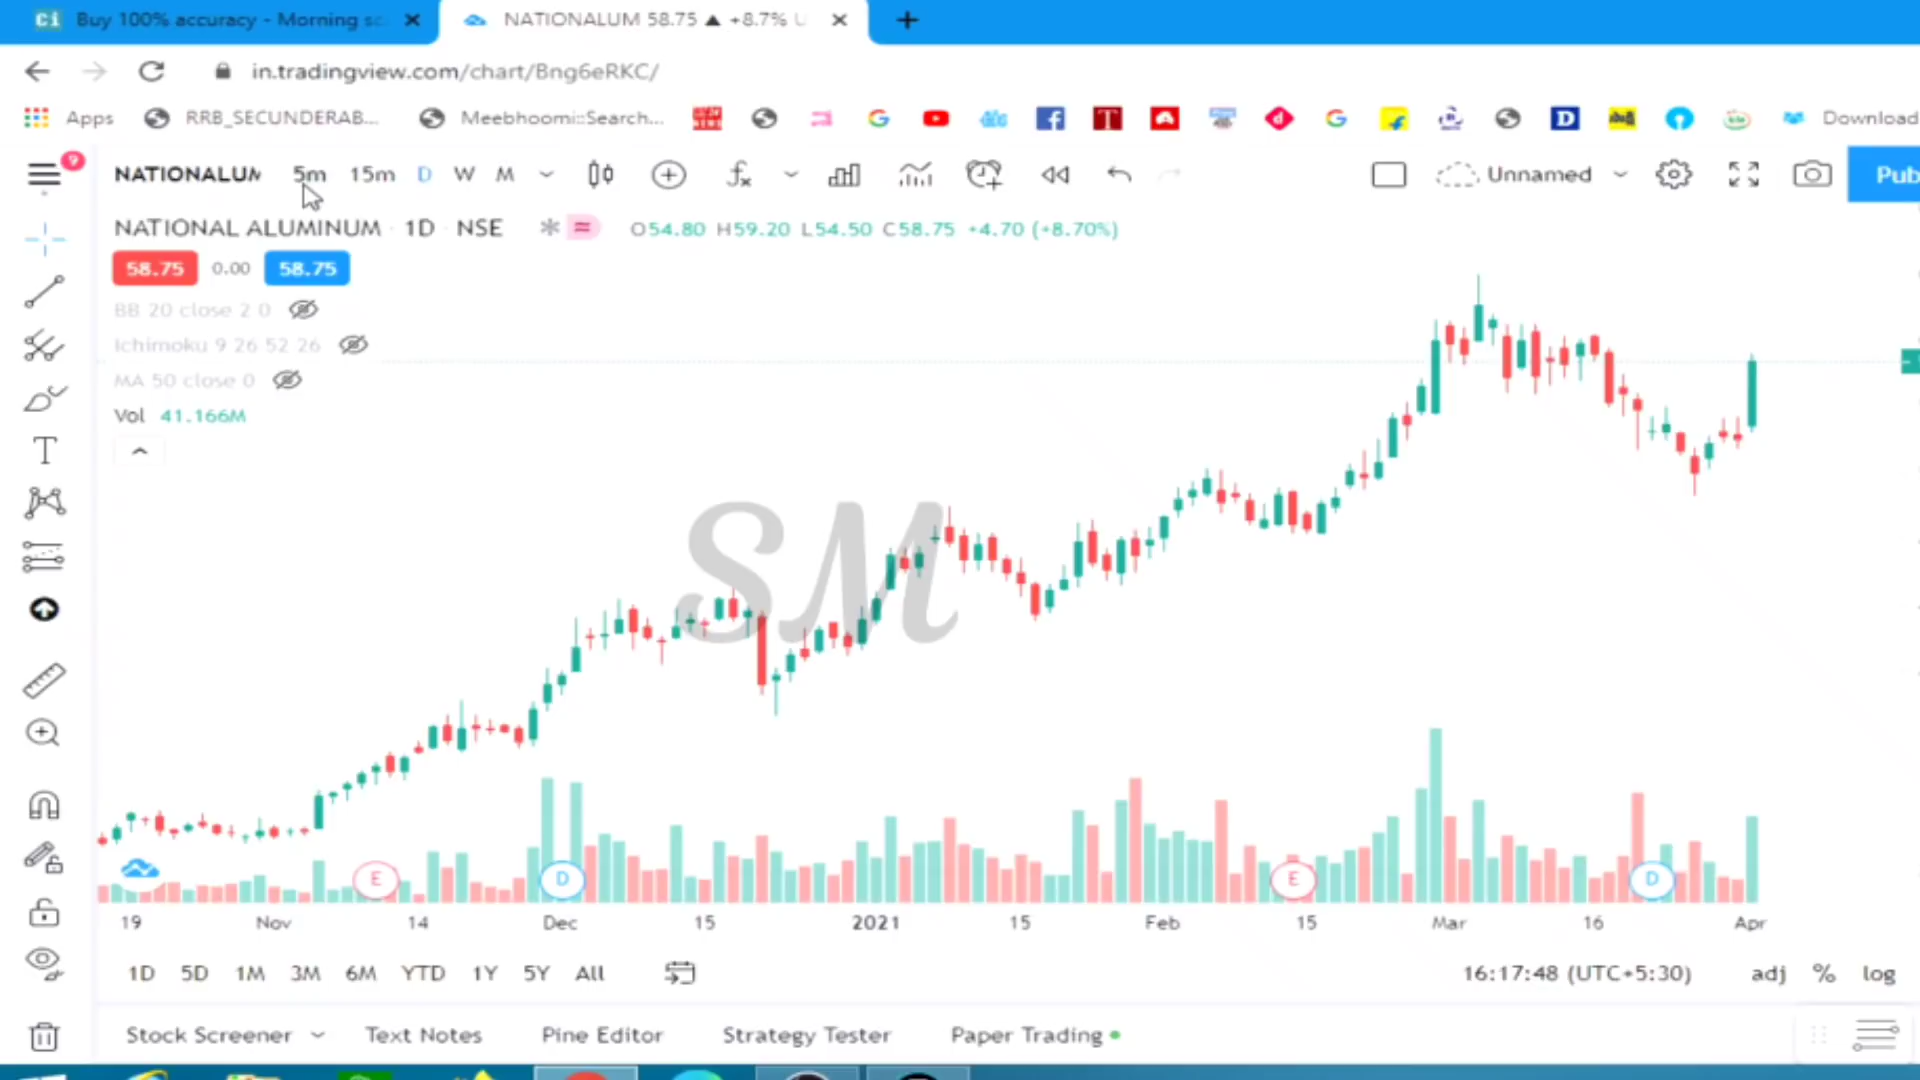 Ci Buy 100% accuracy - Morning sc
NATIONALUM 58.75 ▲ +8.7% U
in.tradingview.com/chart/Bng6eRKC/
Apps RRB_SECUNDERAB... Meebhoomi::Search... Download
9
NATIONALUM 5m 15m D W M Unnamed Pub
NATIONAL ALUMINUM · 1D · NSE O54.80 H59.20 L54.50 C58.75 +4.70 (+8.70%)
58.75 0.00 58.75
BB 20 close 2 0
Ichimoku 9 26 52 26
MA 50 close 0
Vol 41.166M
SM
E D E D
19 Nov 14 Dec 15 2021 15 Feb 15 Mar 16 Apr
1D 5D 1M 3M 6M YTD 1Y 5Y All 16:17:48 (UTC+5:30) adj % log
Stock Screener Text Notes Pine Editor Strategy Tester Paper Trading